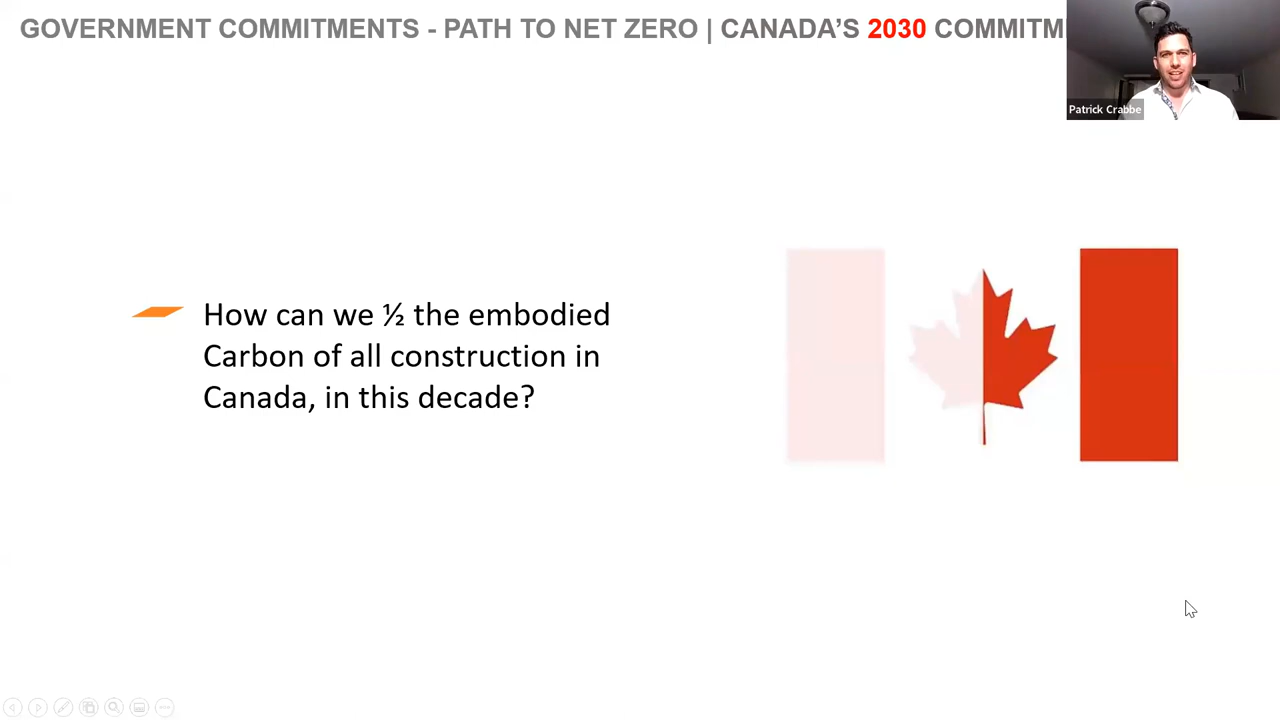 GOVERNMENT COMMITMENTS - PATH TO NET ZERO | CANADA'S 2030 COMMITM
Patrick Crabbe
How can we ½ the embodied
Carbon of all construction in
Canada, in this decade?